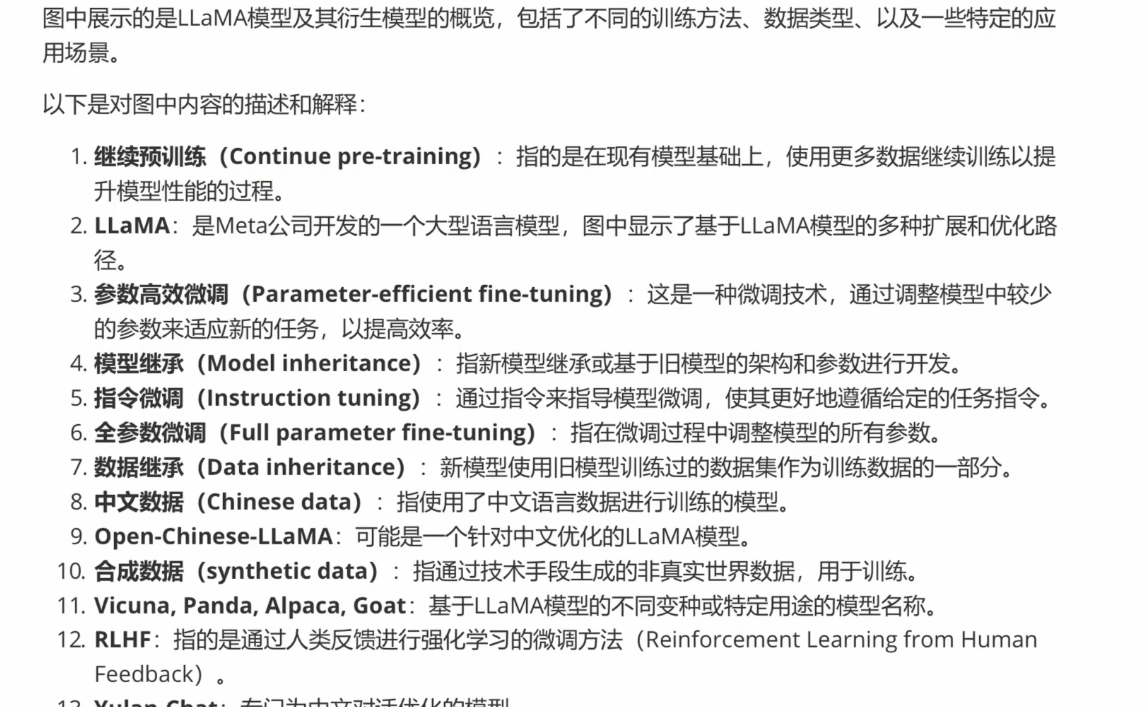 图中展示的是LLaMA模型及其衍生模型的概览，包括了不同的训练方法、数据类型、以及一些特定的应
用场景。
以下是对图中内容的描述和解释：
1. 继续预训练（Continue pre-training）：指的是在现有模型基础上，使用更多数据继续训练以提
升模型性能的过程。
2. LLaMA：是Meta公司开发的一个大型语言模型，图中显示了基于LLaMA模型的多种扩展和优化路
径。
3. 参数高效微调（Parameter-efficient fine-tuning）：这是一种微调技术，通过调整模型中较少
的参数来适应新的任务，以提高效率。
4. 模型继承（Model inheritance）：指新模型继承或基于旧模型的架构和参数进行开发。
5. 指令微调（Instruction tuning）：通过指令来指导模型微调，使其更好地遵循给定的任务指令。
6. 全参数微调（Full parameter fine-tuning）：指在微调过程中调整模型的所有参数。
7. 数据继承（Data inheritance）：新模型使用旧模型训练过的数据集作为训练数据的一部分。
8. 中文数据（Chinese data）：指使用了中文语言数据进行训练的模型。
9. Open-Chinese-LLaMA：可能是一个针对中文优化的LLaMA模型。
10. 合成数据（synthetic data）：指通过技术手段生成的非真实世界数据，用于训练。
11. Vicuna, Panda, Alpaca, Goat：基于LLaMA模型的不同变种或特定用途的模型名称。
12. RLHF：指的是通过人类反馈进行强化学习的微调方法（Reinforcement Learning from Human
Feedback）。
13. Yulan-Chat：专门为中文对话优化的模型